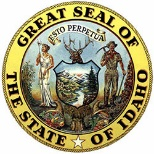 GREAT SEAL OF
ESTO PERPETUA
THE STATE OF IDAHO